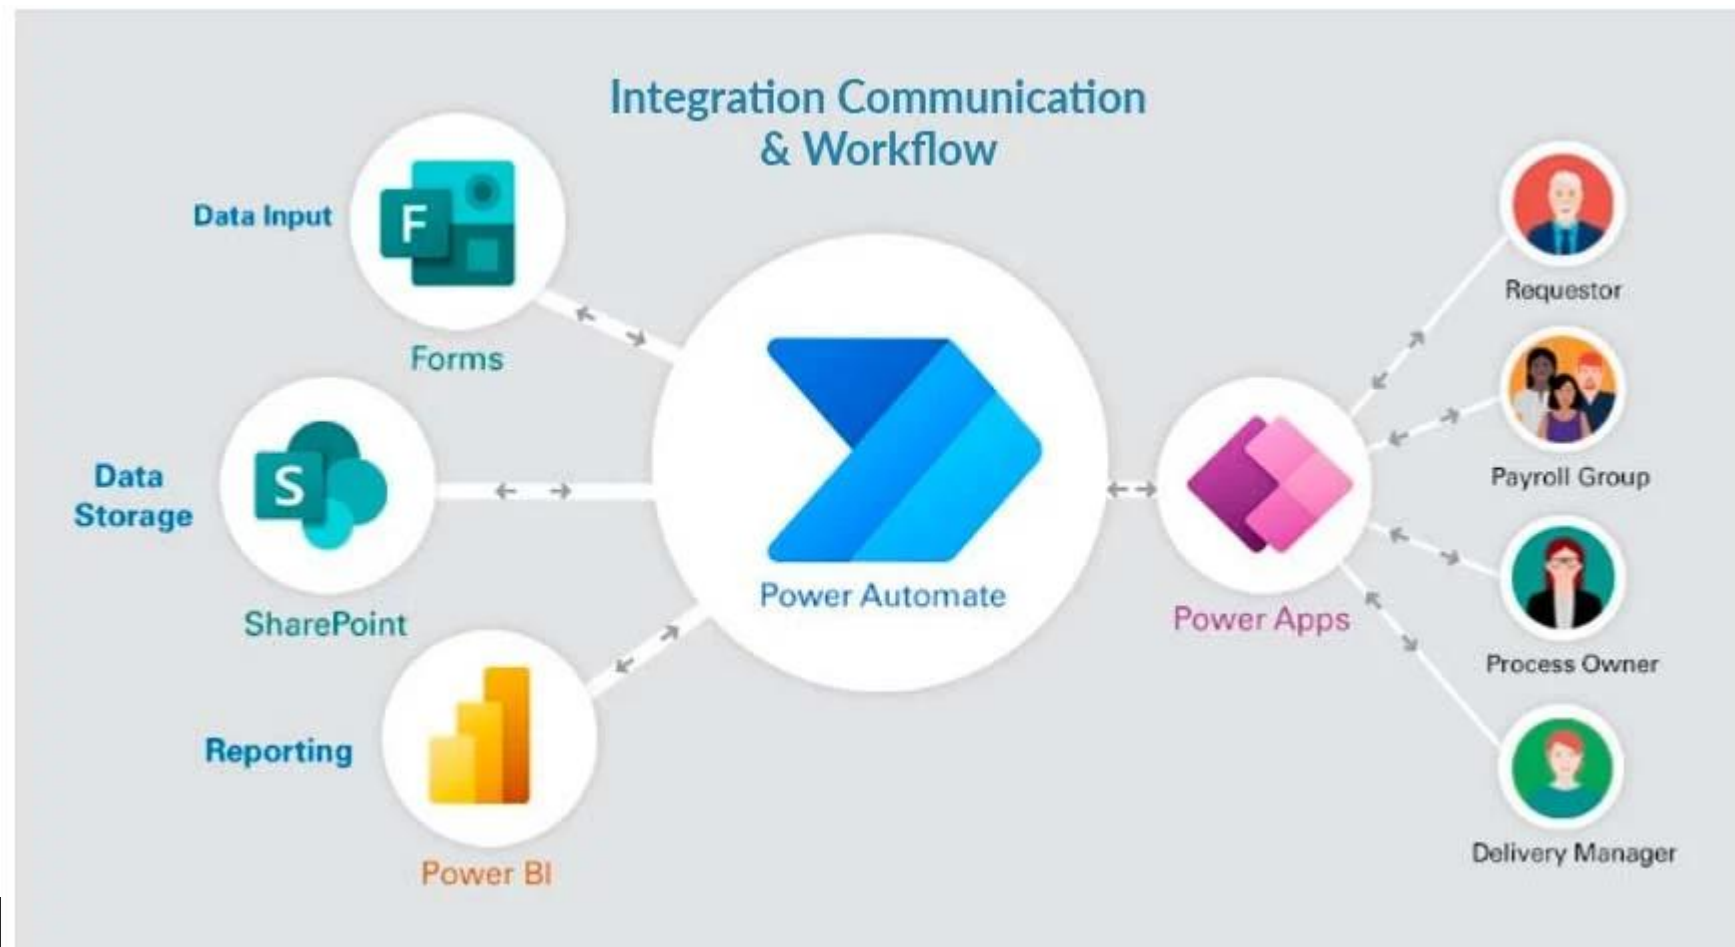 Integration Communication
& Workflow
Data Input
F
Forms
Data
Storage
S
SharePoint
Reporting
Power BI
Power Automate
Power Apps
Requestor
Payroll Group
Process Owner
Delivery Manager